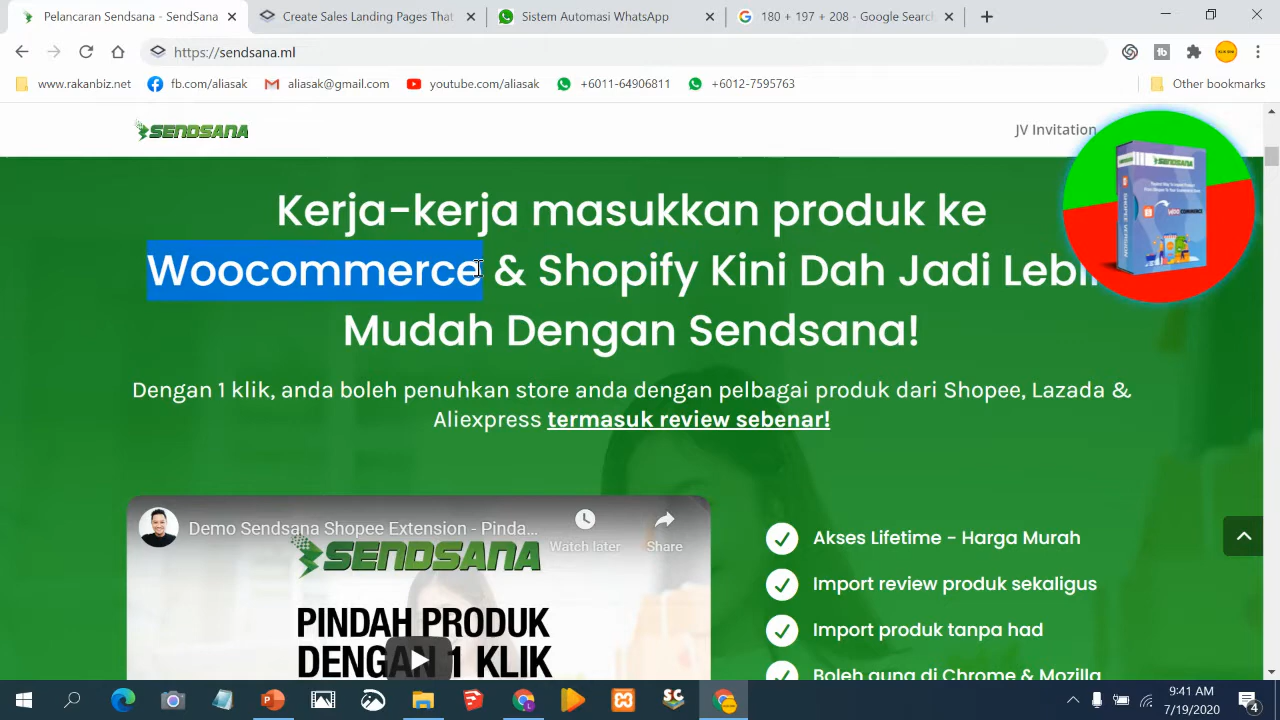 Pelancaran Sendsana - SendSan
Create Sales Landing Pages That
Sistem Automasi WhatsApp
180 + 197 + 208 - Google Search
https://sendsana.ml
www.rakanbiz.net
fb.com/aliasak
aliasak@gmail.com
youtube.com/aliasak
+6011-64906811
+6012-7595763
Other bookmarks
SENDSANA
JV Invitation
Kerja-kerja masukkan produk ke
Woocommerce & Shopify Kini Dah Jadi Lebih
Mudah Dengan Sendsana!
Dengan 1 klik, anda boleh penuhkan store anda dengan pelbagai produk dari Shopee, Lazada &
Aliexpress termasuk review sebenar!
Demo Sendsana Shopee Extension - Pinda...
Watch later
Share
SENDSANA
PINDAH PRODUK
DENGAN 1 KLIK
Akses Lifetime - Harga Murah
Import review produk sekaligus
Import produk tanpa had
Boleh guna di Chrome & Mozilla
9:41 AM
7/19/2020
4